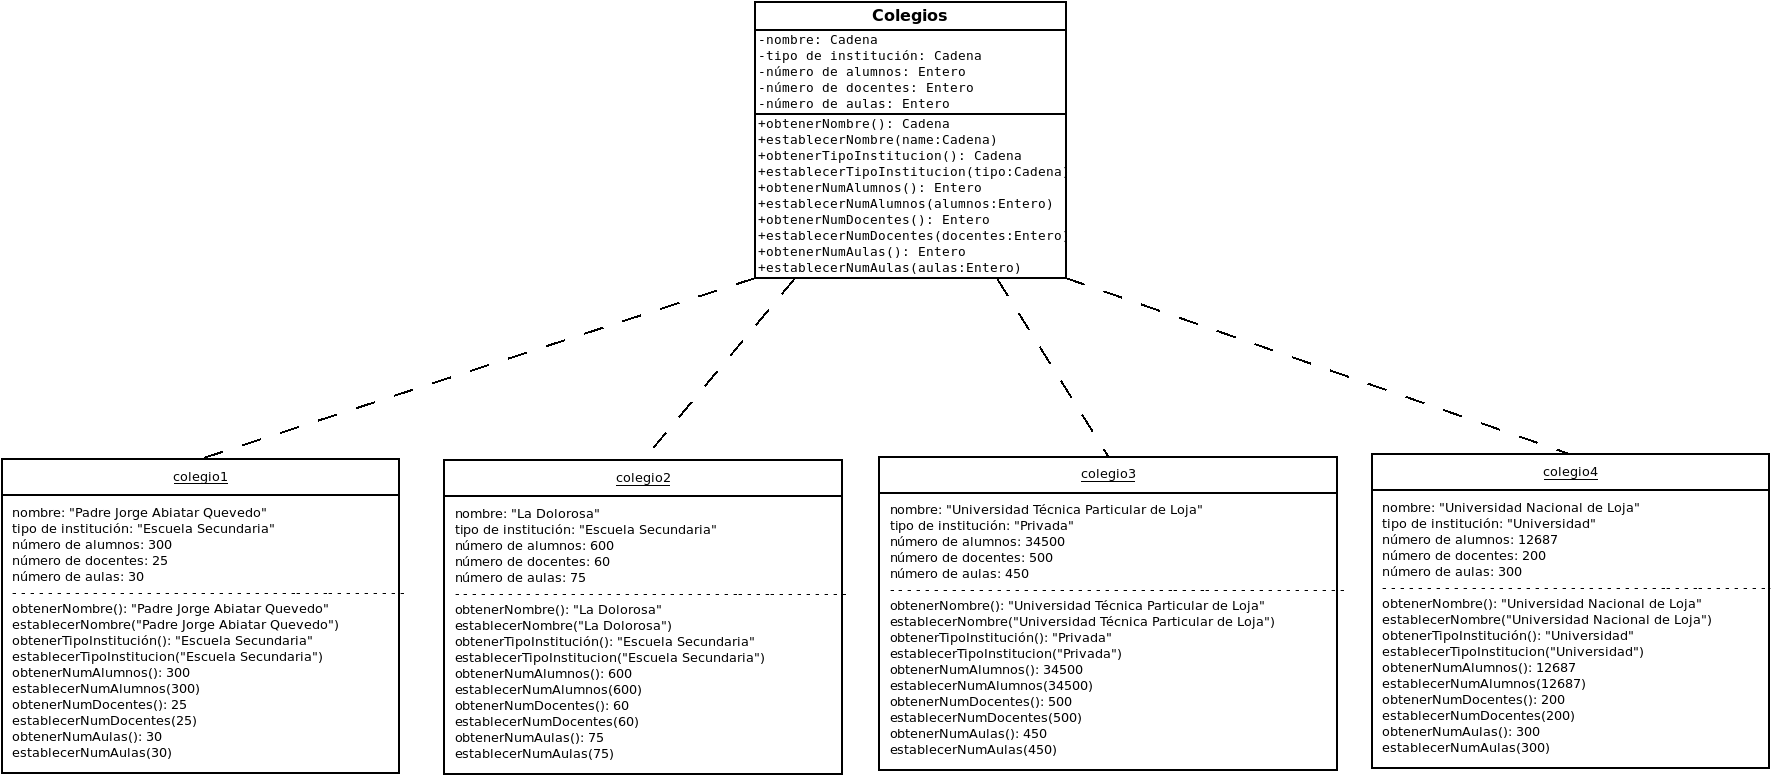 Colegios
-nombre: Cadena
-tipo de institución: Cadena
-número de alumnos: Entero
-número de docentes: Entero
-número de aulas: Entero
+obtenerNombre(): Cadena
+establecerNombre(name:Cadena)
+obtenerTipoInstitucion(): Cadena
+establecerTipoInstitucion(tipo:Cadena)
+obtenerNumAlumnos(): Entero
+establecerNumAlumnos(alumnos:Entero)
+obtenerNumDocentes(): Entero
+establecerNumDocentes(docentes:Entero)
+obtenerNumAulas(): Entero
+establecerNumAulas(aulas:Entero)
colegio1
nombre: "Padre Jorge Abiatar Quevedo"
tipo de institución: "Escuela Secundaria"
número de alumnos: 300
número de docentes: 25
número de aulas: 30
obtenerNombre(): "Padre Jorge Abiatar Quevedo"
establecerNombre("Padre Jorge Abiatar Quevedo")
obtenerTipoInstitución(): "Escuela Secundaria"
establecerTipoInstitucion("Escuela Secundaria")
obtenerNumAlumnos(): 300
establecerNumAlumnos(300)
obtenerNumDocentes(): 25
establecerNumDocentes(25)
obtenerNumAulas(): 30
establecerNumAulas(30)
colegio2
nombre: "La Dolorosa"
tipo de institución: "Escuela Secundaria"
número de alumnos: 600
número de docentes: 60
número de aulas: 75
obtenerNombre(): "La Dolorosa"
establecerNombre("La Dolorosa")
obtenerTipoInstitución(): "Escuela Secundaria"
establecerTipoInstitucion("Escuela Secundaria")
obtenerNumAlumnos(): 600
establecerNumAlumnos(600)
obtenerNumDocentes(): 60
establecerNumDocentes(60)
obtenerNumAulas(): 75
establecerNumAulas(75)
colegio3
nombre: "Universidad Técnica Particular de Loja"
tipo de institución: "Privada"
número de alumnos: 34500
número de docentes: 500
número de aulas: 450
obtenerNombre(): "Universidad Técnica Particular de Loja"
establecerNombre("Universidad Técnica Particular de Loja")
obtenerTipoInstitución(): "Privada"
establecerTipoInstitucion("Privada")
obtenerNumAlumnos(): 34500
establecerNumAlumnos(34500)
obtenerNumDocentes(): 500
establecerNumDocentes(500)
obtenerNumAulas(): 450
establecerNumAulas(450)
colegio4
nombre: "Universidad Nacional de Loja"
tipo de institución: "Universidad"
número de alumnos: 12687
número de docentes: 200
número de aulas: 300
obtenerNombre(): "Universidad Nacional de Loja"
establecerNombre("Universidad Nacional de Loja")
obtenerTipoInstitución(): "Universidad"
establecerTipoInstitucion("Universidad")
obtenerNumAlumnos(): 12687
establecerNumAlumnos(12687)
obtenerNumDocentes(): 200
establecerNumDocentes(200)
obtenerNumAulas(): 300
establecerNumAulas(300)